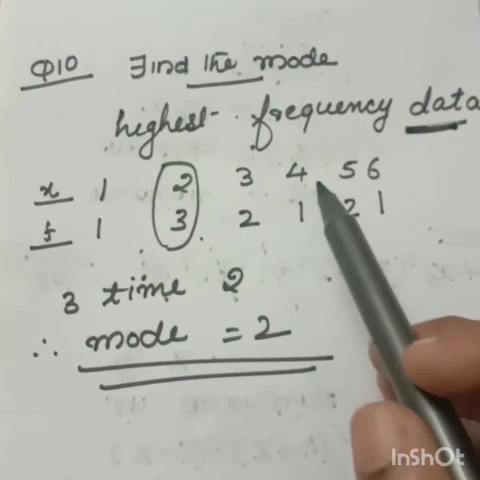 Q10 Find the mode
highest frequency data
x 1 2 3 4 5 6
f 1 3 2 1 2 1
3 time 2
∴ mode = 2
InShOt